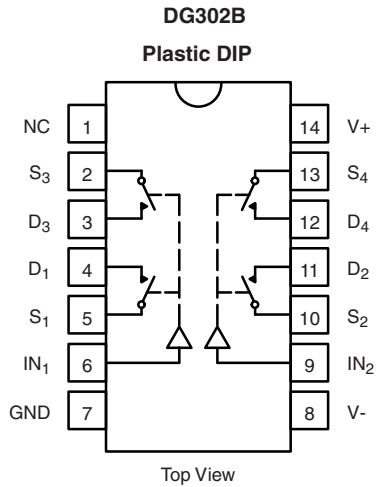 DG302B
Plastic DIP
NC 1 14 V+
S3 2 13 S4
D3 3 12 D4
D1 4 11 D2
S1 5 10 S2
IN1 6 9 IN2
GND 7 8 V-
Top View